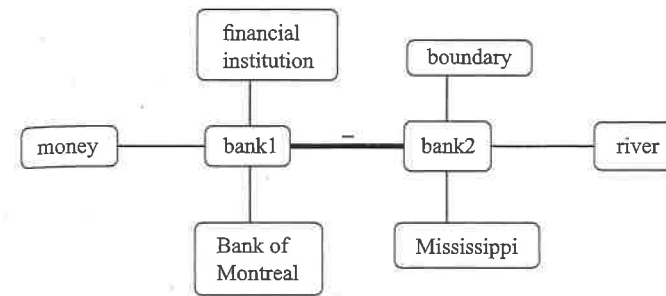 financial
institution
boundary
money
bank1
–
bank2
river
Bank of
Montreal
Mississippi